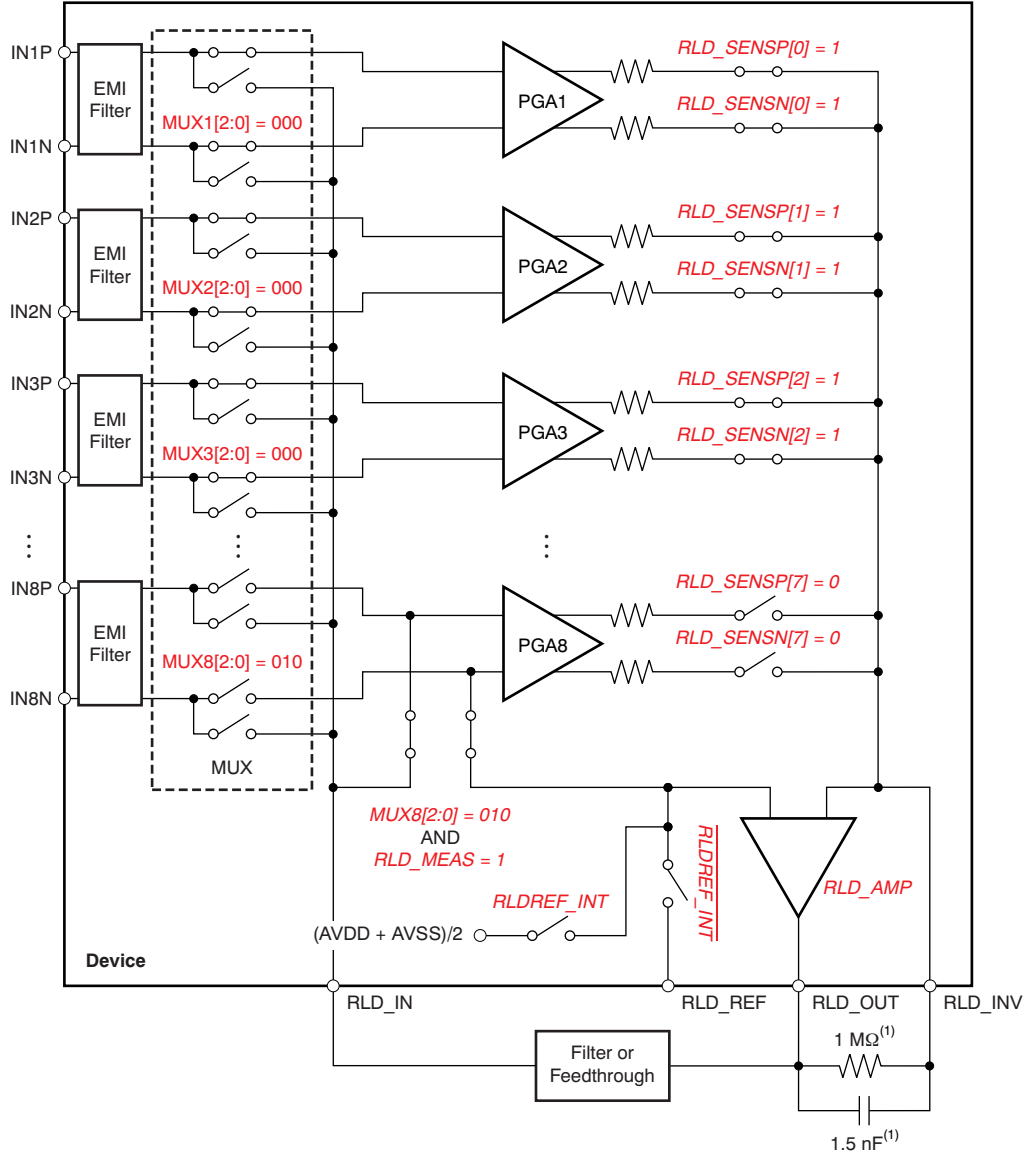 IN1P
EMI
Filter
RLD_SENSP[0] = 1
PGA1
RLD_SENSN[0] = 1
MUX1[2:0] = 000
IN1N
IN2P
EMI
Filter
RLD_SENSP[1] = 1
PGA2
RLD_SENSN[1] = 1
MUX2[2:0] = 000
IN2N
IN3P
EMI
Filter
RLD_SENSP[2] = 1
PGA3
RLD_SENSN[2] = 1
MUX3[2:0] = 000
IN3N
IN8P
EMI
Filter
RLD_SENSP[7] = 0
PGA8
RLD_SENSN[7] = 0
MUX8[2:0] = 010
IN8N
MUX
MUX8[2:0] = 010
AND
RLD_MEAS = 1
RLDREF_INT
RLD_AMP
RLDREF_INT
(AVDD + AVSS)/2
Device
RLD_IN
RLD_REF
RLD_OUT
RLD_INV
Filter or
Feedthrough
1 MΩ(1)
1.5 nF(1)